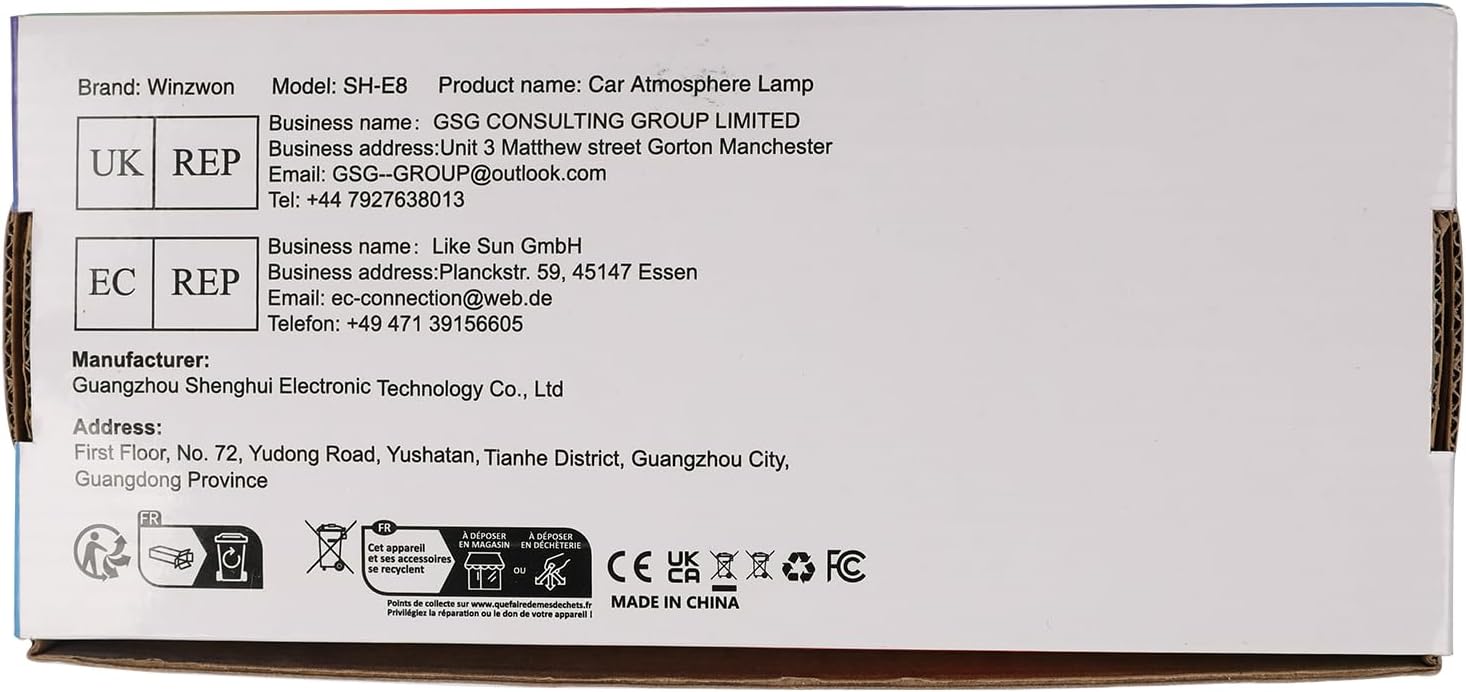 Brand: Winzwon Model: SH-E8 Product name: Car Atmosphere Lamp
UK REP
Business name: GSG CONSULTING GROUP LIMITED
Business address:Unit 3 Matthew street Gorton Manchester
Email: GSG--GROUP@outlook.com
Tel: +44 7927638013
EC REP
Business name: Like Sun GmbH
Business address:Planckstr. 59, 45147 Essen
Email: ec-connection@web.de
Telefon: +49 471 39156605
Manufacturer:
Guangzhou Shenghui Electronic Technology Co., Ltd
Address:
First Floor, No. 72, Yudong Road, Yushatan, Tianhe District, Guangzhou City,
Guangdong Province
FR
FR
Cet appareil
et ses accessoires
se recyclent
À DÉPOSER
EN MAGASIN
OU
À DÉPOSER
EN DÉCHÈTERIE
Points de collecte sur www.quefairedemesdechets.fr
Privilégiez la réparation ou le don de votre appareil !
CE UK
CA FC
MADE IN CHINA